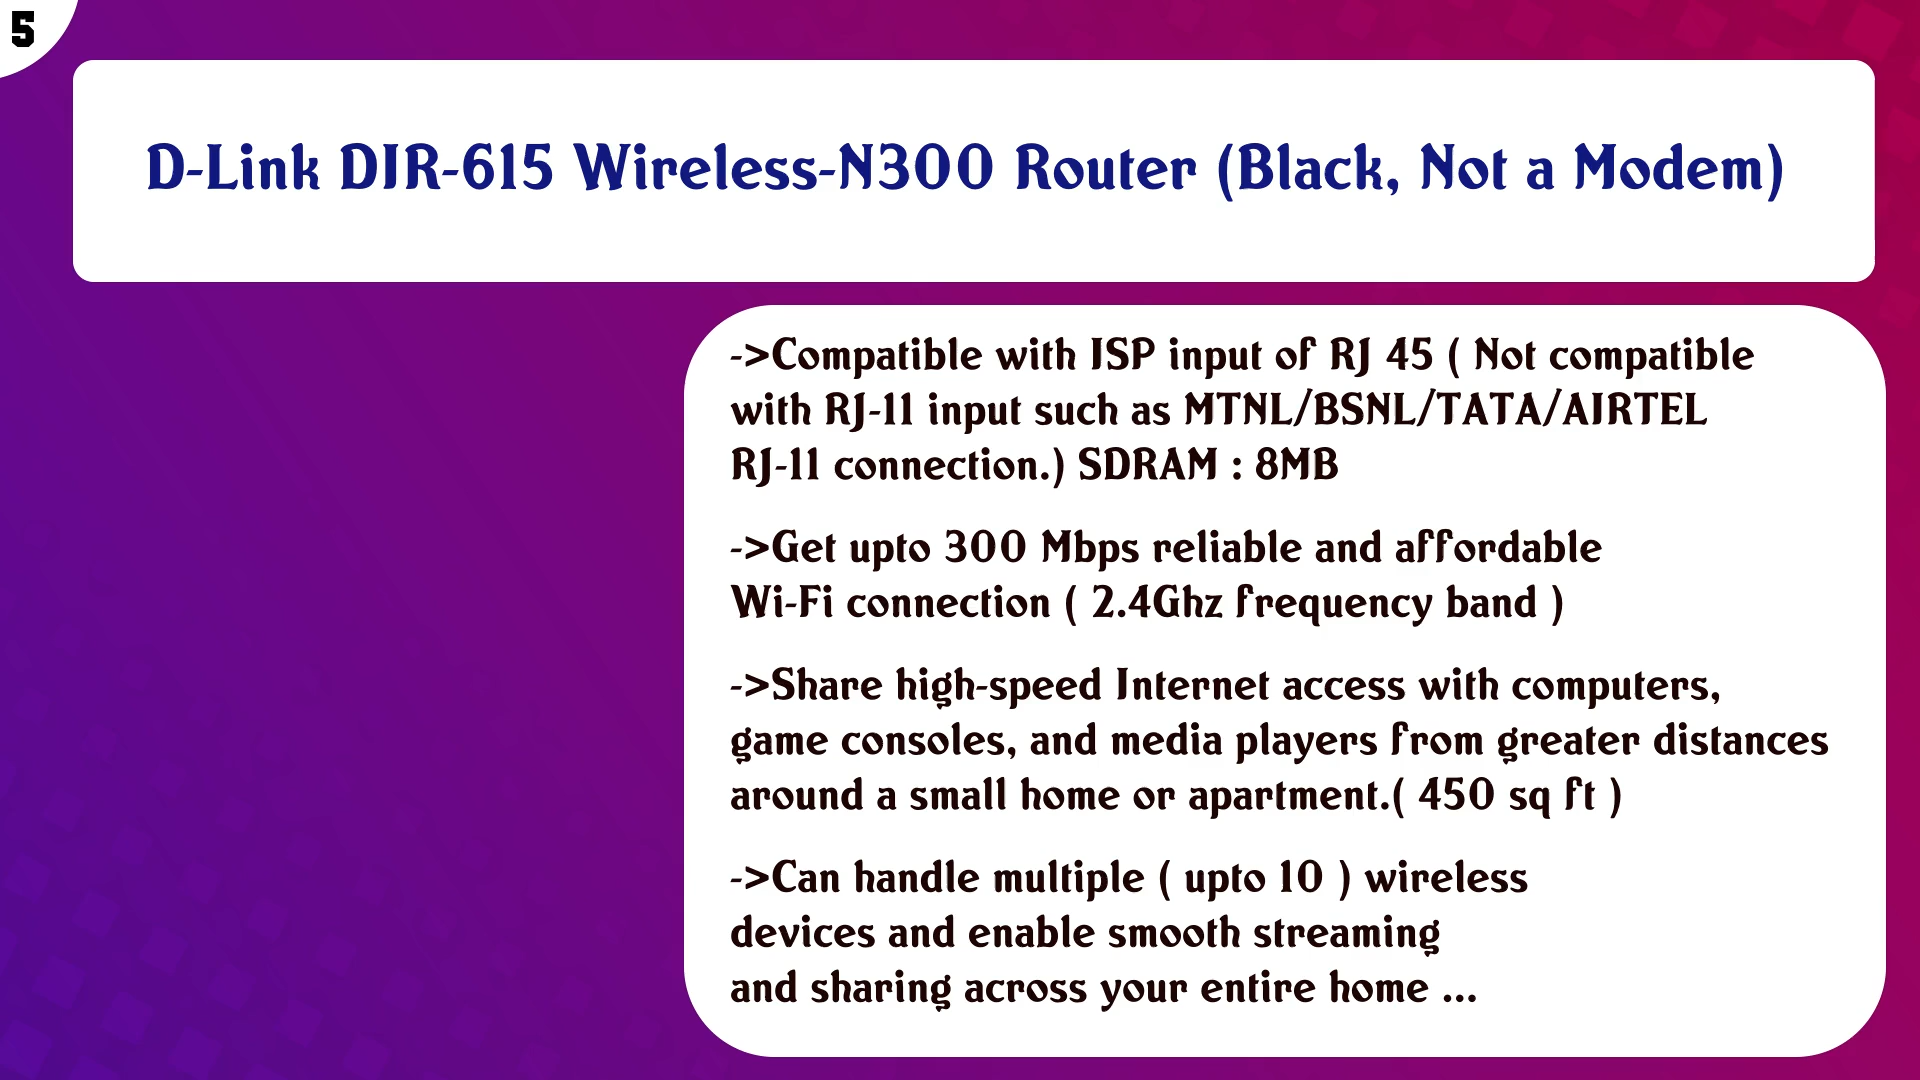 5
D-Link DIR-615 Wireless-N300 Router (Black, Not a Modem)
->Compatible with ISP input of RJ 45 ( Not compatible
with RJ-11 input such as MTNL/BSNL/TATA/AIRTEL
RJ-11 connection.) SDRAM : 8MB
->Get upto 300 Mbps reliable and affordable
Wi-Fi connection ( 2.4Ghz frequency band )
->Share high-speed Internet access with computers,
game consoles, and media players from greater distances
around a small home or apartment.( 450 sq ft )
->Can handle multiple ( upto 10 ) wireless
devices and enable smooth streaming
and sharing across your entire home ...